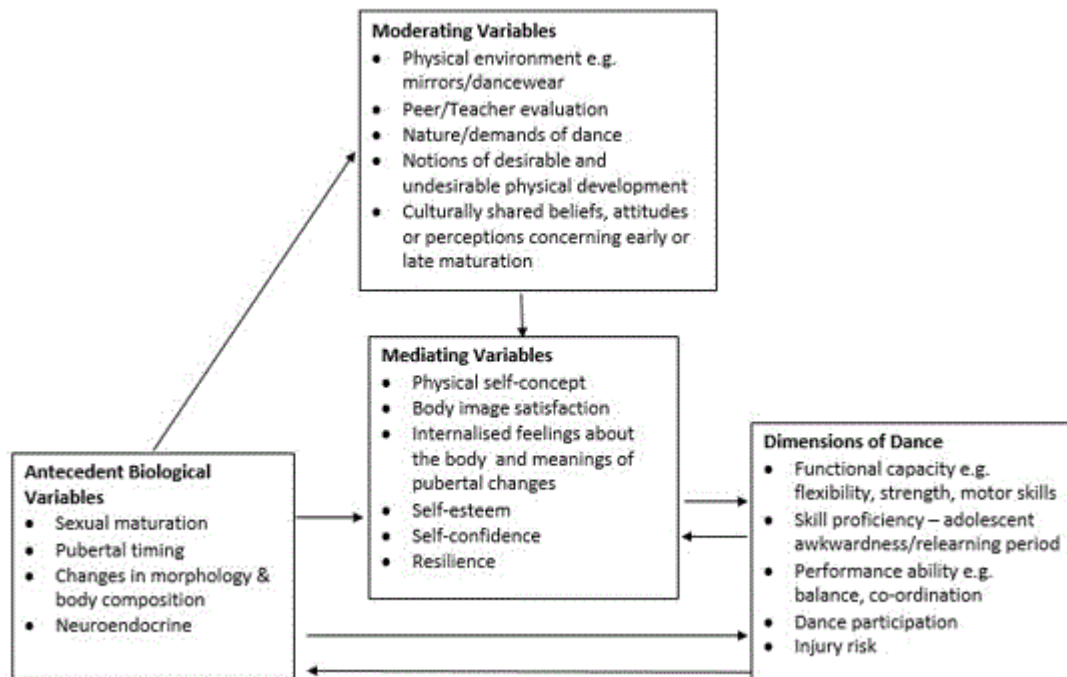 Moderating Variables
● Physical environment e.g.
mirrors/dancewear
● Peer/Teacher evaluation
● Nature/demands of dance
● Notions of desirable and
undesirable physical development
● Culturally shared beliefs, attitudes
or perceptions concerning early or
late maturation
Mediating Variables
● Physical self-concept
● Body image satisfaction
● Internalised feelings about
the body and meanings of
pubertal changes
● Self-esteem
● Self-confidence
● Resilience
Antecedent Biological
Variables
● Sexual maturation
● Pubertal timing
● Changes in morphology &
body composition
● Neuroendocrine
Dimensions of Dance
● Functional capacity e.g.
flexibility, strength, motor skills
● Skill proficiency – adolescent
awkwardness/relearning period
● Performance ability e.g.
balance, co-ordination
● Dance participation
● Injury risk